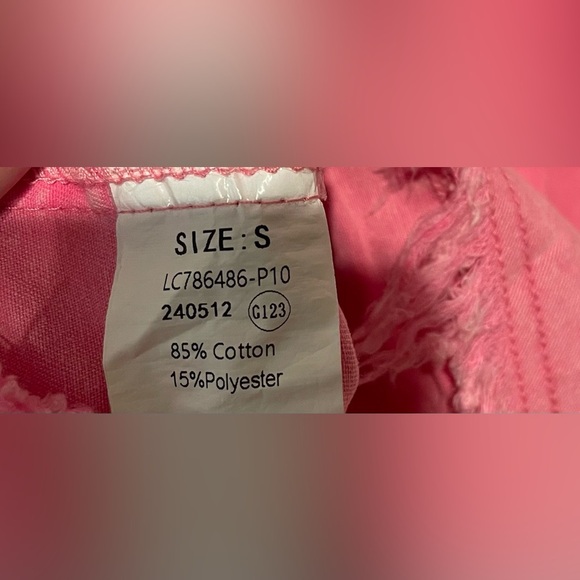 SIZE: S
LC786486-P10
240512 G123
85% Cotton
15%Polyester